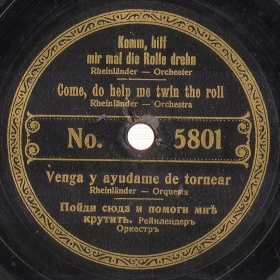 Komm, hilf
mir mal die Rolle drehn
Rheinländer — Orchester
Come, do help me twin the roll
Rheinländer — Orchestra
No. 5801
Venga y ayudame de tornear
Rheinländer — Orquesta
Пойди сюда и помоги мнѣ
крутить. Рейнлендеръ
Оркестръ